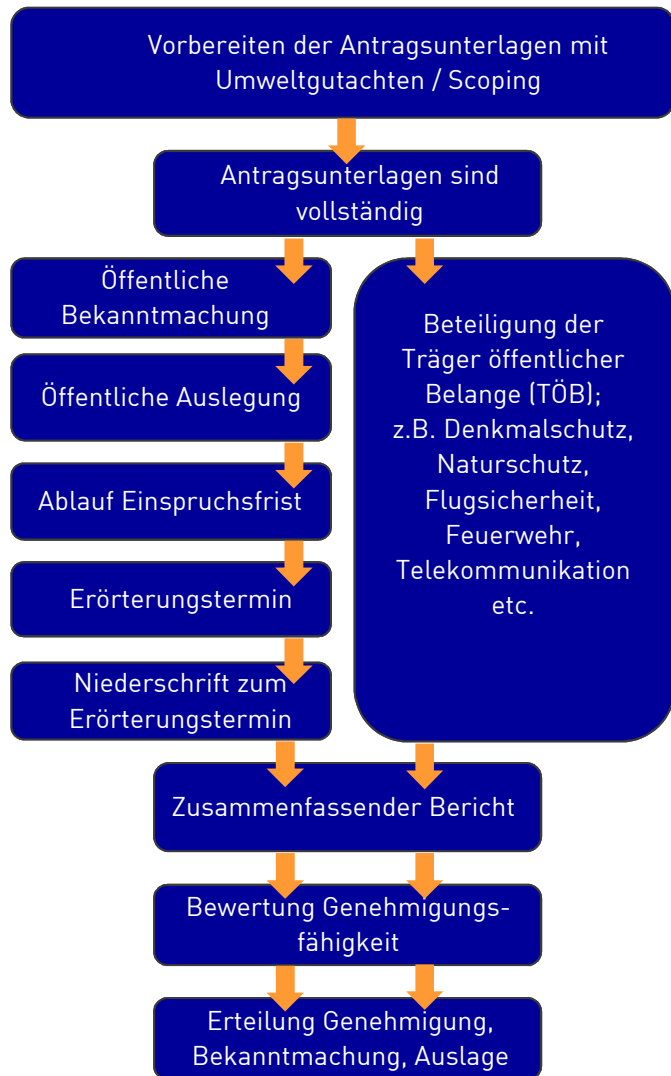 Vorbereiten der Antragsunterlagen mit
Umweltgutachten / Scoping
Antragsunterlagen sind
vollständig
Öffentliche
Bekanntmachung
Öffentliche Auslegung
Ablauf Einspruchsfrist
Erörterungstermin
Niederschrift zum
Erörterungstermin
Beteiligung der
Träger öffentlicher
Belange (TÖB);
z.B. Denkmalschutz,
Naturschutz,
Flugsicherheit,
Feuerwehr,
Telekommunikation
etc.
Zusammenfassender Bericht
Bewertung Genehmigungs-
fähigkeit
Erteilung Genehmigung,
Bekanntmachung, Auslage